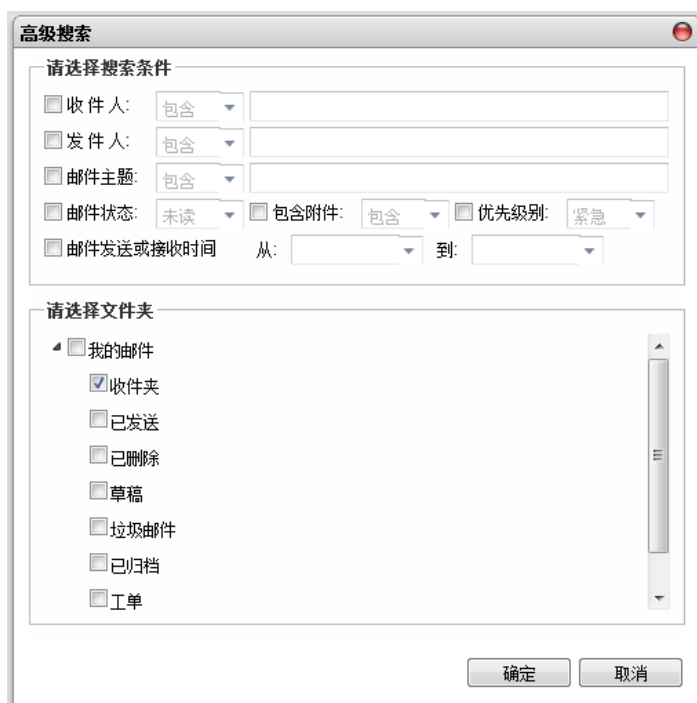 高级搜索
请选择搜索条件
收件人: 包含
发件人: 包含
邮件主题: 包含
邮件状态: 未读 包含附件: 包含 优先级别: 紧急
邮件发送或接收时间 从: 到:
请选择文件夹
我的邮件
收件夹
已发送
已删除
草稿
垃圾邮件
已归档
工单
确定 取消